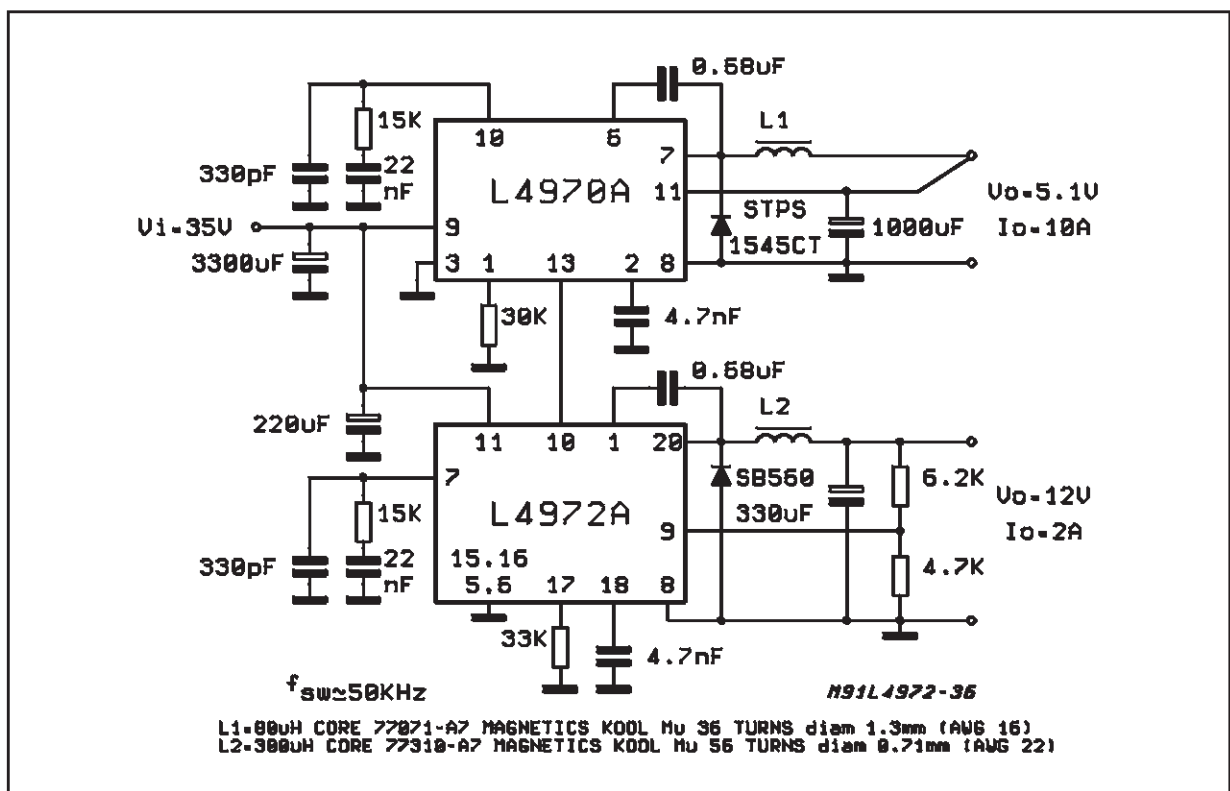 0.68uF
15K
10
6
L1
330pF
22
nF
7
L4970A
11
Vo=5.1V
Vi=35V
9
STPS
1545CT
1000uF
Io=10A
3300uF
3
1
13
2
8
30K
4.7nF
0.68uF
L2
220uF
11
10
1
20
7
SB560
6.2K
Vo=12V
15K
L4972A
330uF
9
Io=2A
330pF
22
nF
15.16
5.6
17
18
8
4.7K
33K
4.7nF
fsw≃50KHz
M91L4972-36
L1=80uH CORE 77071-A7 MAGNETICS KOOL Mu 36 TURNS diam 1.3mm (AWG 16)
L2=300uH CORE 77310-A7 MAGNETICS KOOL Mu 56 TURNS diam 0.71mm (AWG 22)